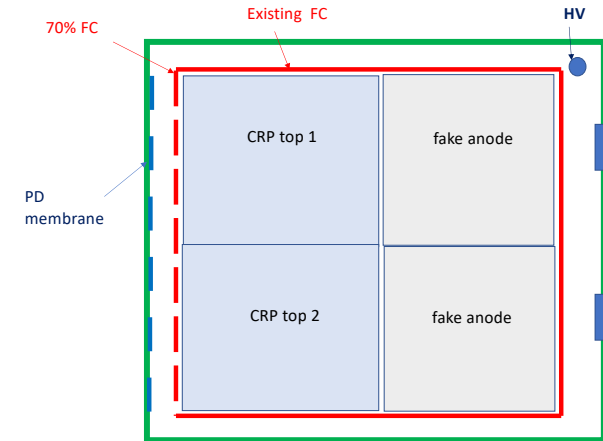 Existing FC
HV
70% FC
CRP top 1
fake anode
PD
membrane
CRP top 2
fake anode